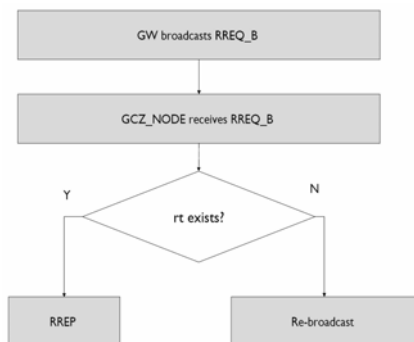 GW broadcasts RREQ_B
GCZ_NODE receives RREQ_B
Y
N
rt exists?
RREP
Re-broadcast